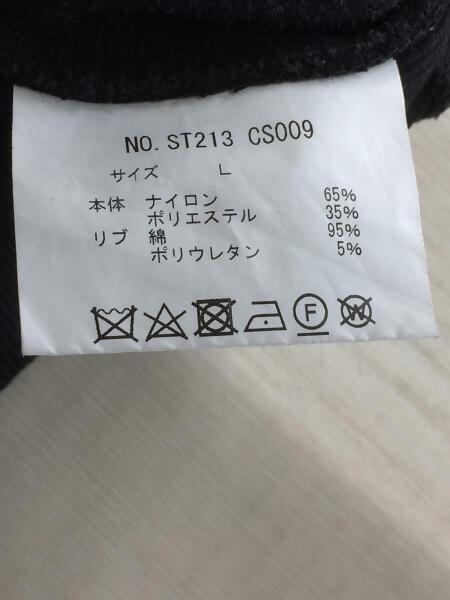 NO. ST213 CS009
サイズ L
本体 ナイロン 65%
ポリエステル 35%
リブ 綿 95%
ポリウレタン 5%
F W